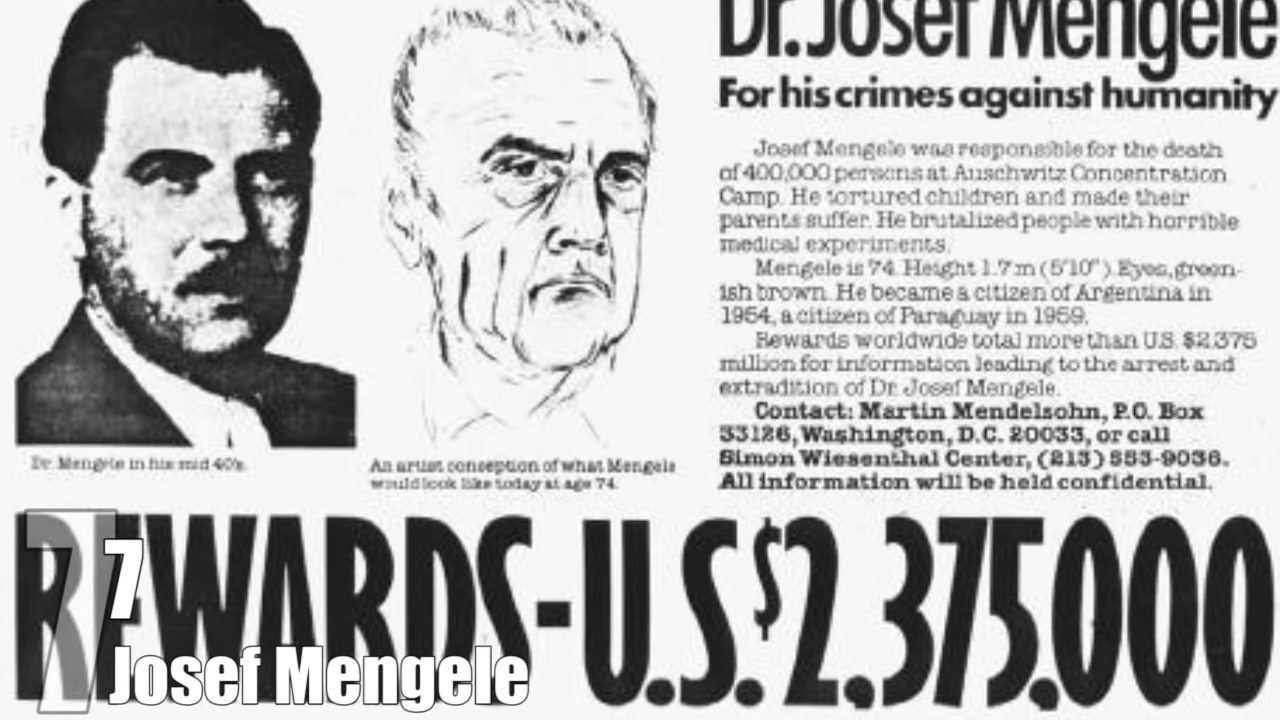 Dr. Josef Mengele
For his crimes against humanity
Josef Mengele was responsible for the death
of 400,000 persons at Auschwitz Concentration
Camp. He tortured children and made their
parents suffer. He brutalized people with horrible
medical experiments.
Mengele is 74. Height 1.7m (5'10"). Eyes, green-
ish brown. He became a citizen of Argentina in
1954, a citizen of Paraguay in 1959.
Rewards worldwide total more than U.S. $2.375
million for information leading to the arrest and
extradition of Dr. Josef Mengele.
Contact: Martin Mendelsohn, P.O. Box
33126, Washington, D.C. 20033, or call
Simon Wiesenthal Center, (213) 553-9036.
All information will be held confidential.
Dr. Mengele in his mid 40's.
An artist conception of what Mengele
would look like today at age 74.
REWARDS-U.S.$2,375,000
7
7
Josef Mengele